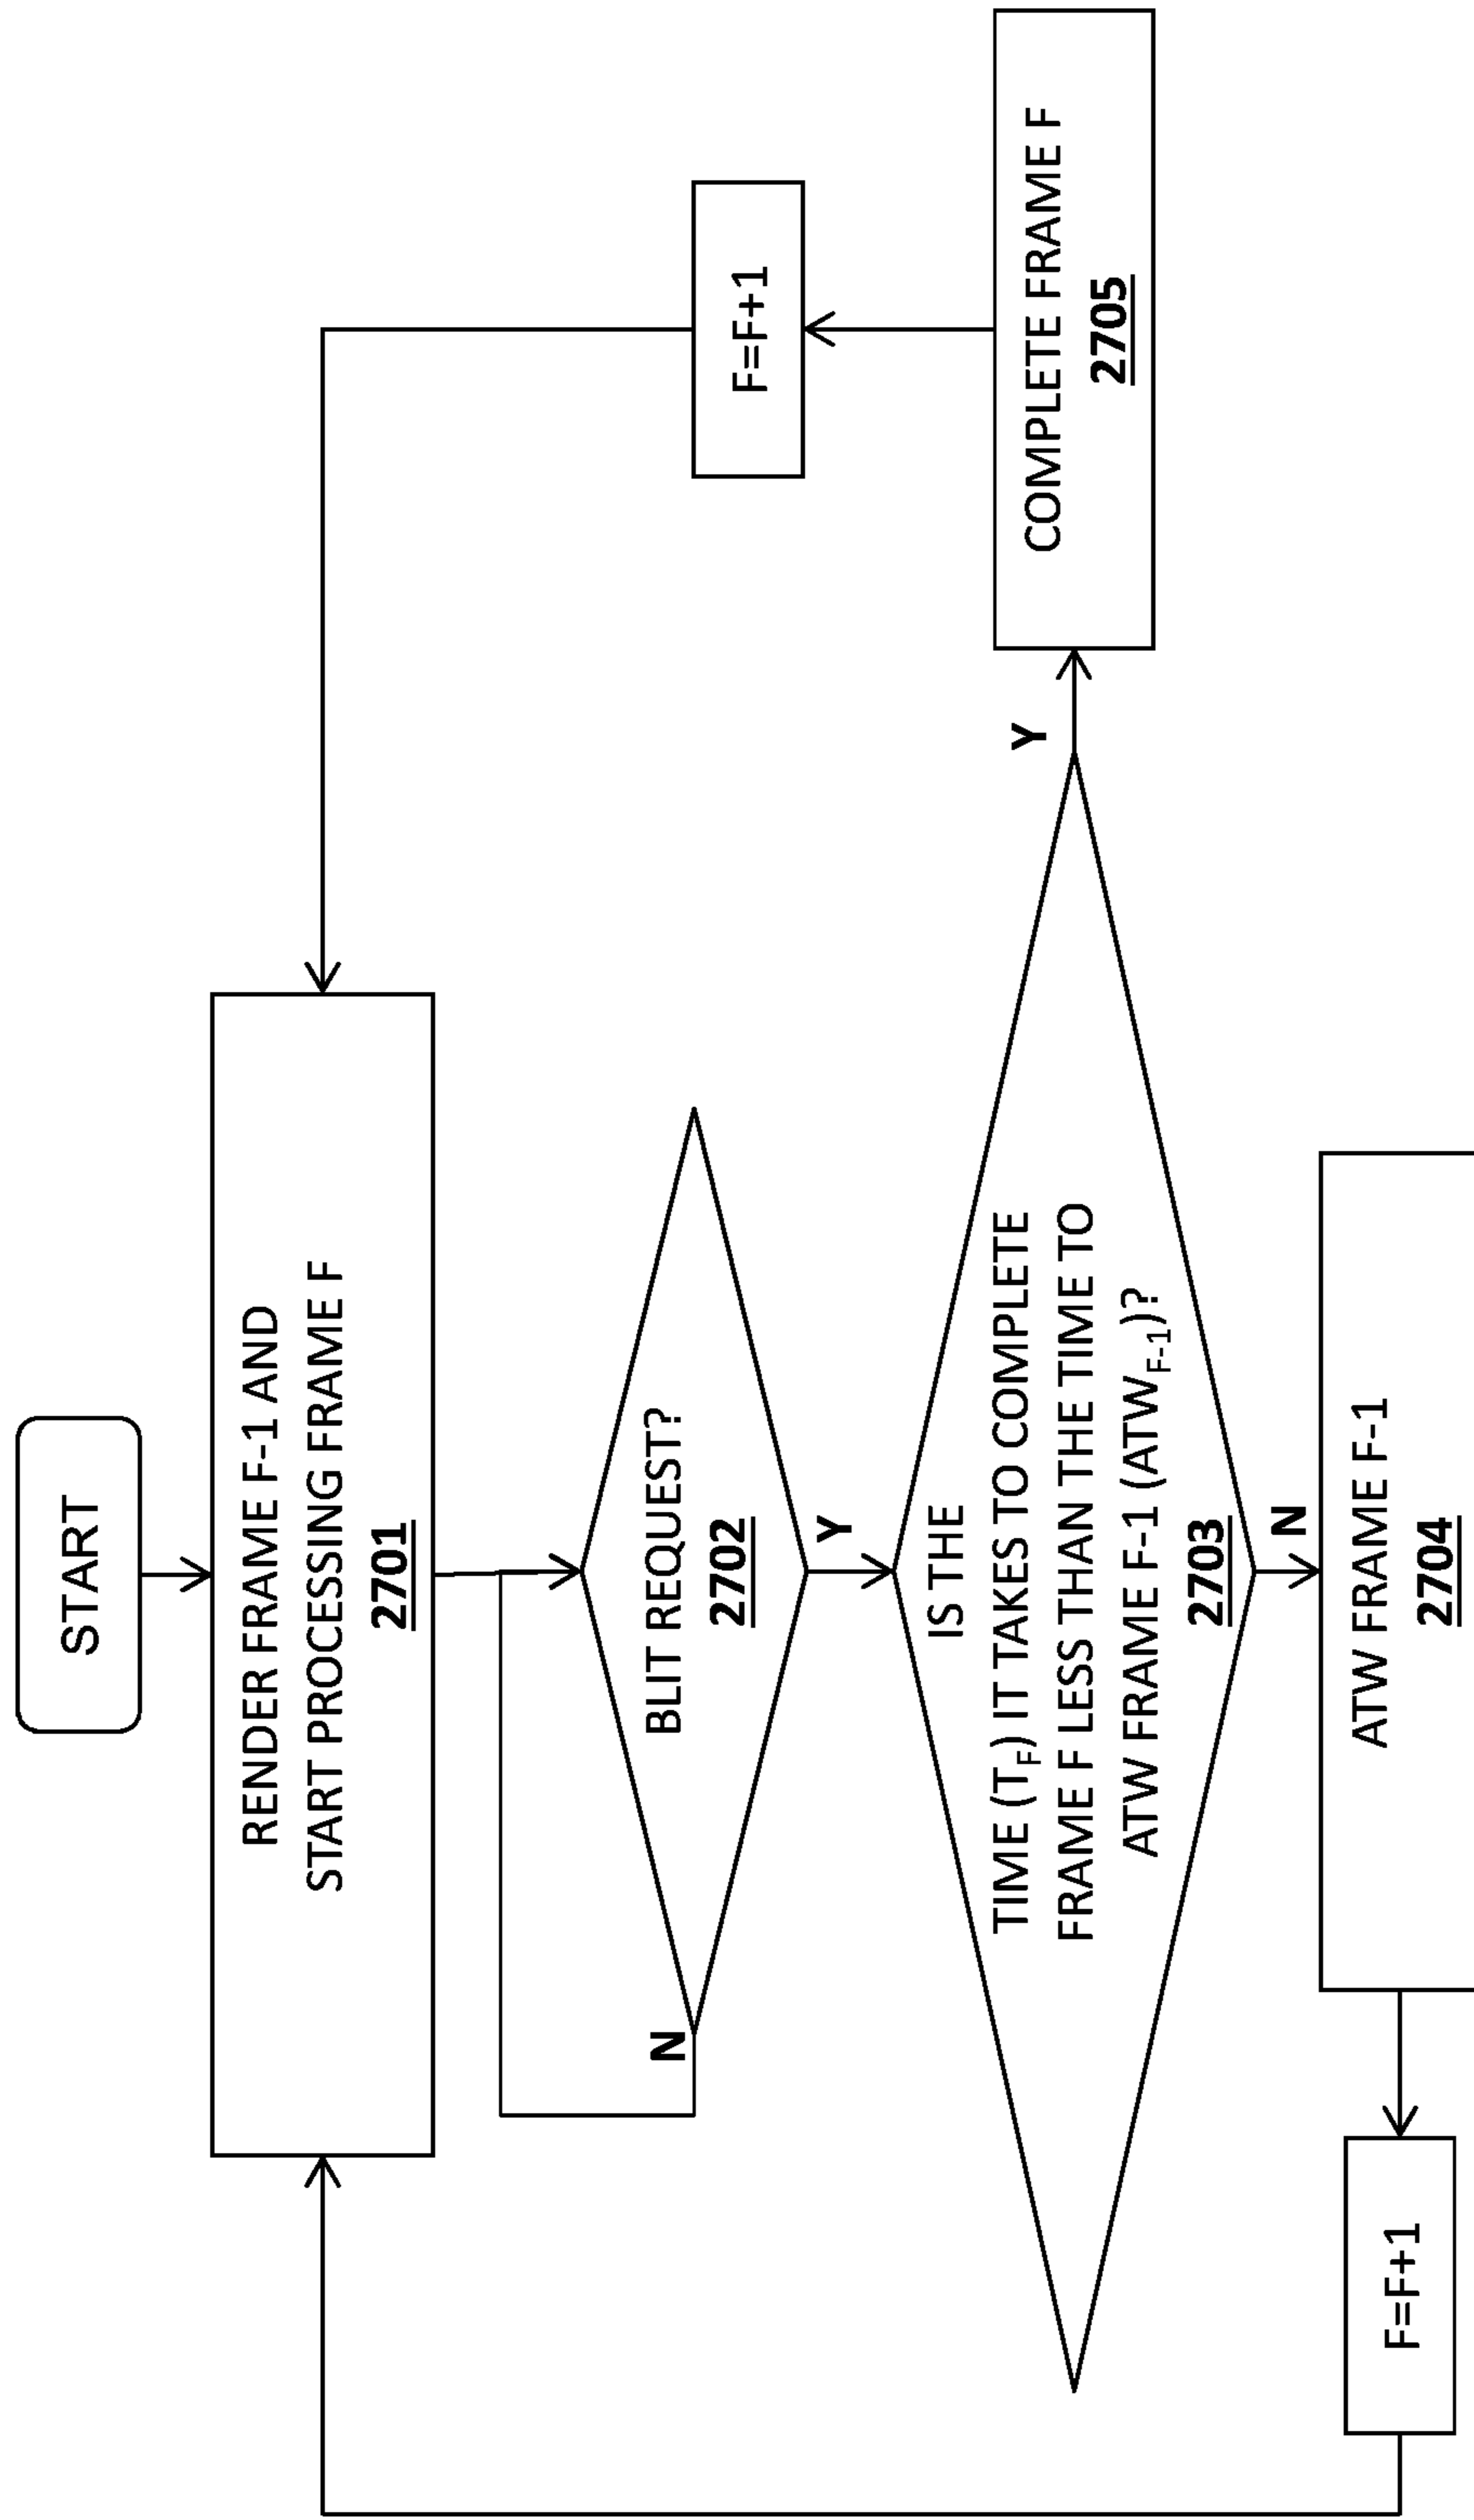 START
RENDER FRAME F-1 AND
START PROCESSING FRAME F
2701
BLIT REQUEST?
2702
N
Y
IS THE
TIME (TF) IT TAKES TO COMPLETE
FRAME F LESS THAN THE TIME TO
ATW FRAME F-1 (ATWF-1)?
2703
Y
N
COMPLETE FRAME F
2705
F=F+1
ATW FRAME F-1
2704
F=F+1